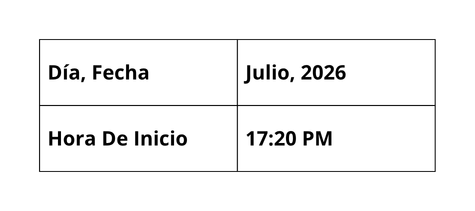 Día, Fecha Julio, 2026
Hora De Inicio 17:20 PM